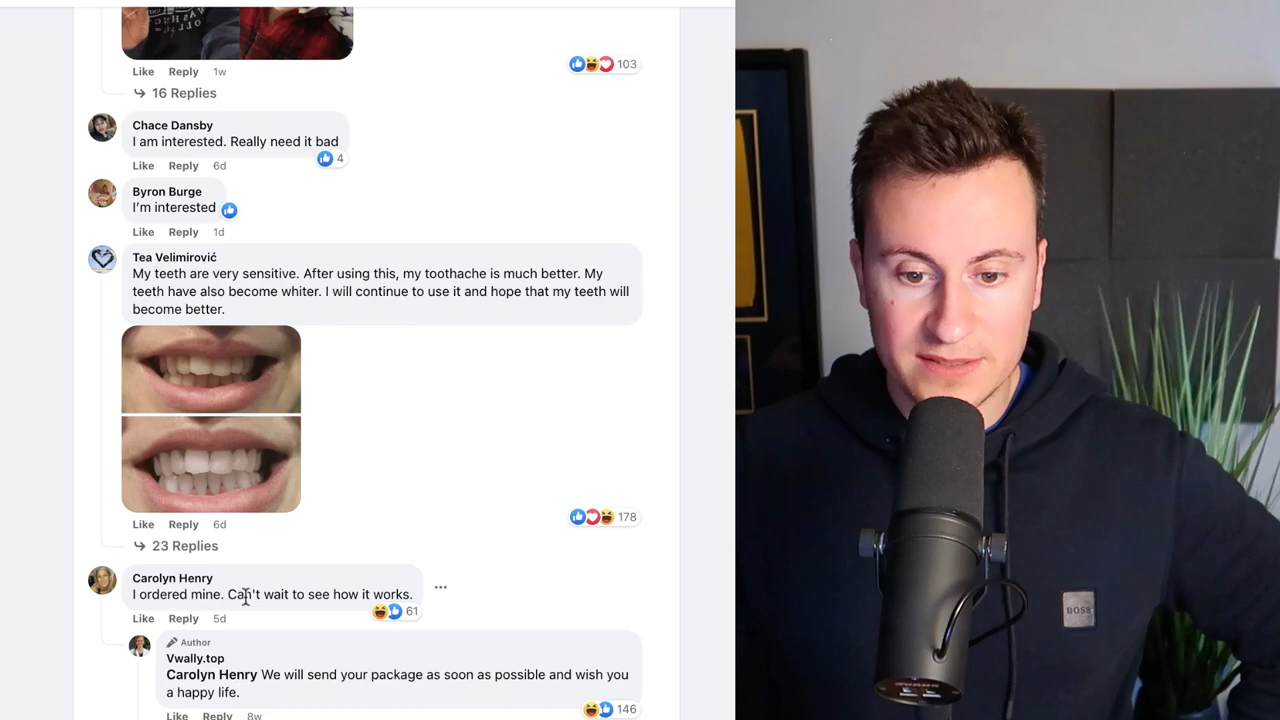 Like Reply 1w
103
16 Replies
Chace Dansby
I am interested. Really need it bad
4
Like Reply 6d
Byron Burge
I'm interested
Like Reply 1d
Tea Velimirović
My teeth are very sensitive. After using this, my toothache is much better. My
teeth have also become whiter. I will continue to use it and hope that my teeth will
become better.
Like Reply 6d
178
23 Replies
Carolyn Henry
I ordered mine. Can't wait to see how it works.
61
Like Reply 5d
Author
Vwally.top
Carolyn Henry We will send your package as soon as possible and wish you
a happy life.
146
Like Reply 8w
BOSS